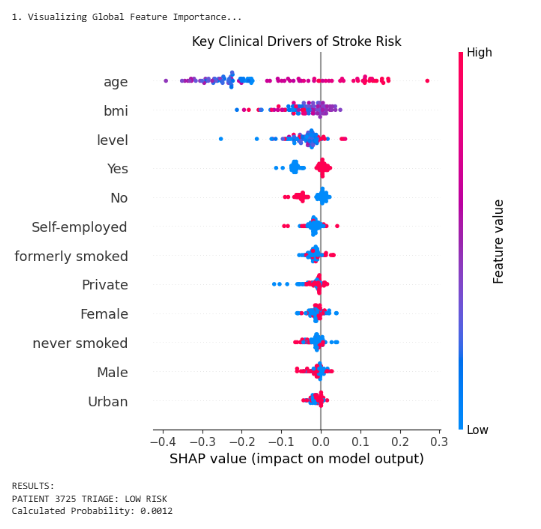 1. Visualizing Global Feature Importance...
Key Clinical Drivers of Stroke Risk
High
age
bmi
level
Yes
No
Self-employed
formerly smoked
Private
Female
never smoked
Male
Urban
Feature value
Low
−0.4 −0.3 −0.2 −0.1 0.0 0.1 0.2 0.3
SHAP value (impact on model output)
RESULTS:
PATIENT 3725 TRIAGE: LOW RISK
Calculated Probability: 0.0012